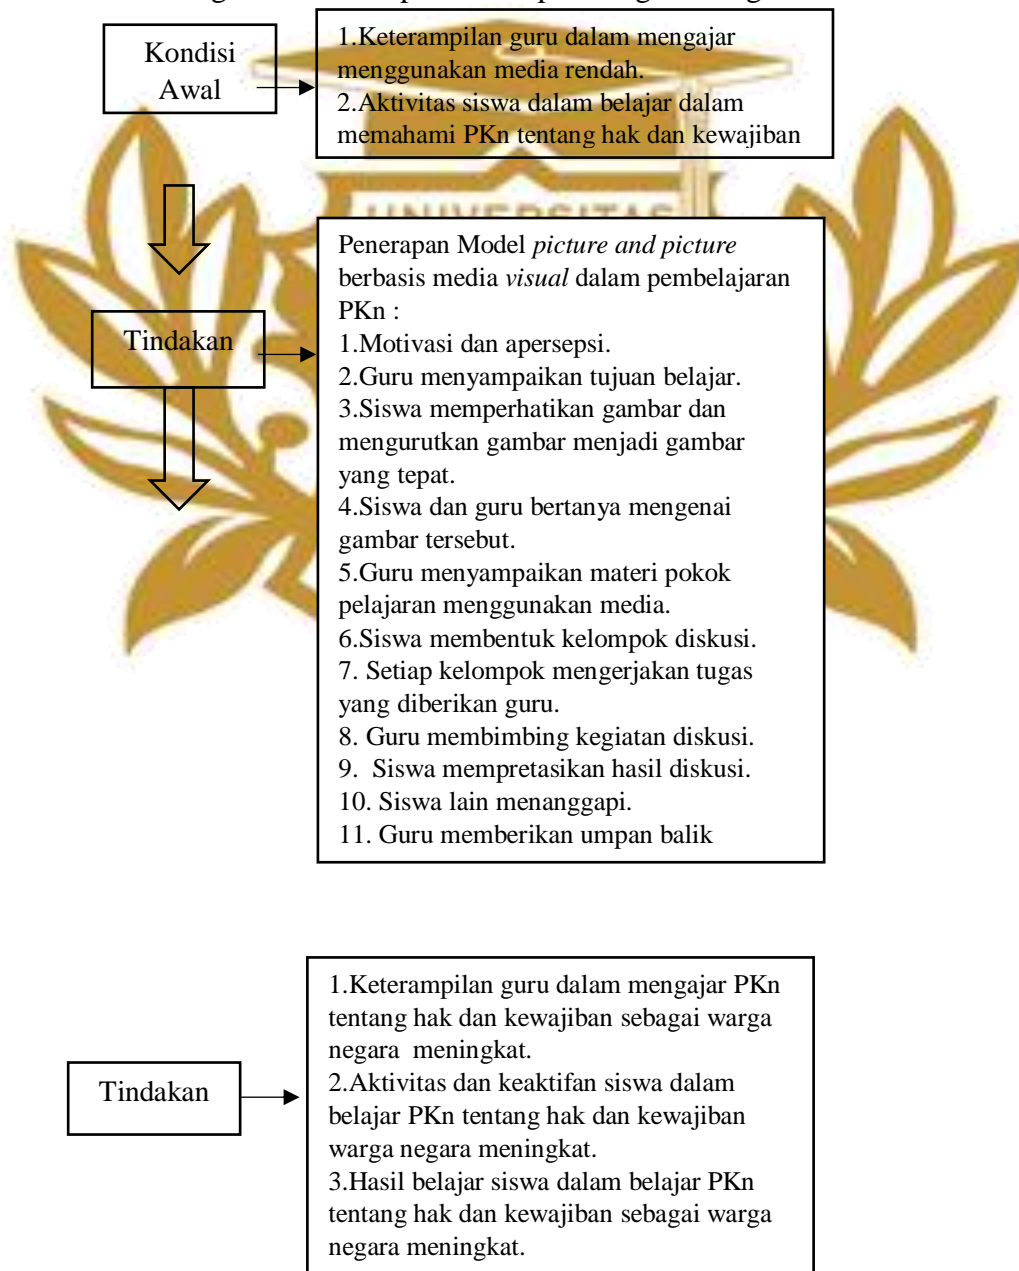 Kondisi
Awal
1.Keterampilan guru dalam mengajar
menggunakan media rendah.
2.Aktivitas siswa dalam belajar dalam
memahami PKn tentang hak dan kewajiban
UNIVERSITAS
Tindakan
Penerapan Model picture and picture
berbasis media visual dalam pembelajaran
PKn :
1.Motivasi dan apersepsi.
2.Guru menyampaikan tujuan belajar.
3.Siswa memperhatikan gambar dan
mengurutkan gambar menjadi gambar
yang tepat.
4.Siswa dan guru bertanya mengenai
gambar tersebut.
5.Guru menyampaikan materi pokok
pelajaran menggunakan media.
6.Siswa membentuk kelompok diskusi.
7. Setiap kelompok mengerjakan tugas
yang diberikan guru.
8. Guru membimbing kegiatan diskusi.
9.  Siswa mempretasikan hasil diskusi.
10. Siswa lain menanggapi.
11. Guru memberikan umpan balik
Tindakan
1.Keterampilan guru dalam mengajar PKn
tentang hak dan kewajiban sebagai warga
negara  meningkat.
2.Aktivitas dan keaktifan siswa dalam
belajar PKn tentang hak dan kewajiban
warga negara meningkat.
3.Hasil belajar siswa dalam belajar PKn
tentang hak dan kewajiban sebagai warga
negara meningkat.